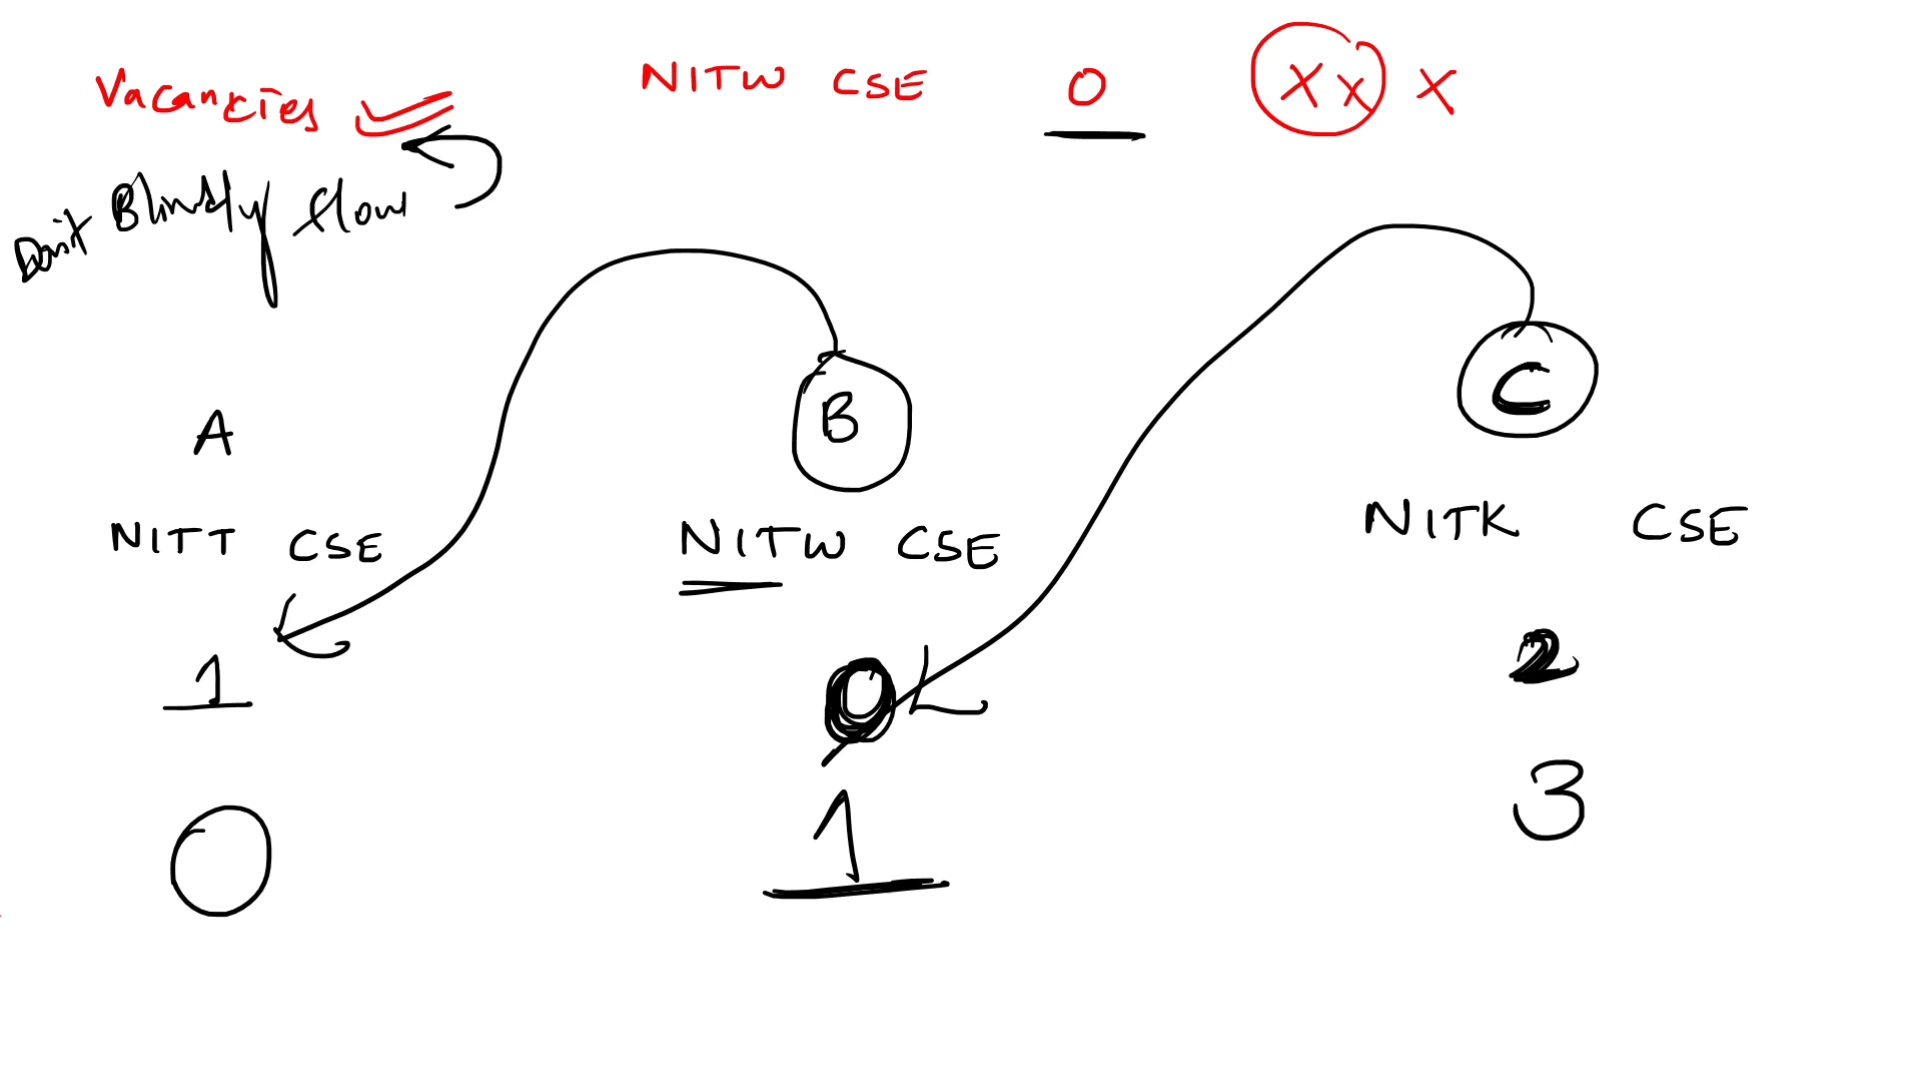 Vacancies NITW CSE 0 X X X
Don't Blindly flow
A B C
NITT CSE NITW CSE NITK CSE
1 0 2
0 1 3